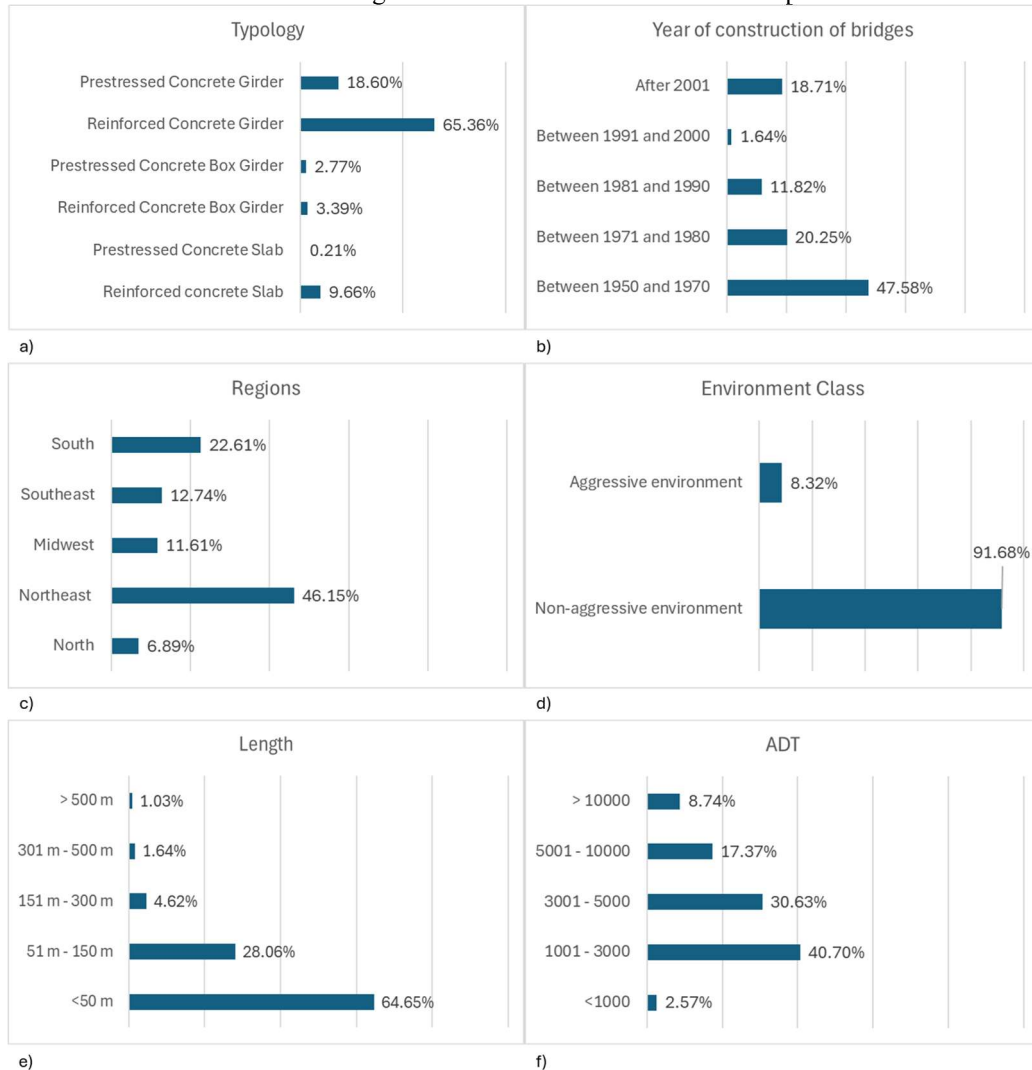 Typology
Prestressed Concrete Girder 18.60%
Reinforced Concrete Girder 65.36%
Prestressed Concrete Box Girder 2.77%
Reinforced Concrete Box Girder 3.39%
Prestressed Concrete Slab 0.21%
Reinforced concrete Slab 9.66%
a)
Year of construction of bridges
After 2001 18.71%
Between 1991 and 2000 1.64%
Between 1981 and 1990 11.82%
Between 1971 and 1980 20.25%
Between 1950 and 1970 47.58%
b)
Regions
South 22.61%
Southeast 12.74%
Midwest 11.61%
Northeast 46.15%
North 6.89%
c)
Environment Class
Aggressive environment 8.32%
91.68%
Non-aggressive environment
d)
Length
> 500 m 1.03%
301 m - 500 m 1.64%
151 m - 300 m 4.62%
51 m - 150 m 28.06%
<50 m 64.65%
e)
ADT
> 10000 8.74%
5001 - 10000 17.37%
3001 - 5000 30.63%
1001 - 3000 40.70%
<1000 2.57%
f)